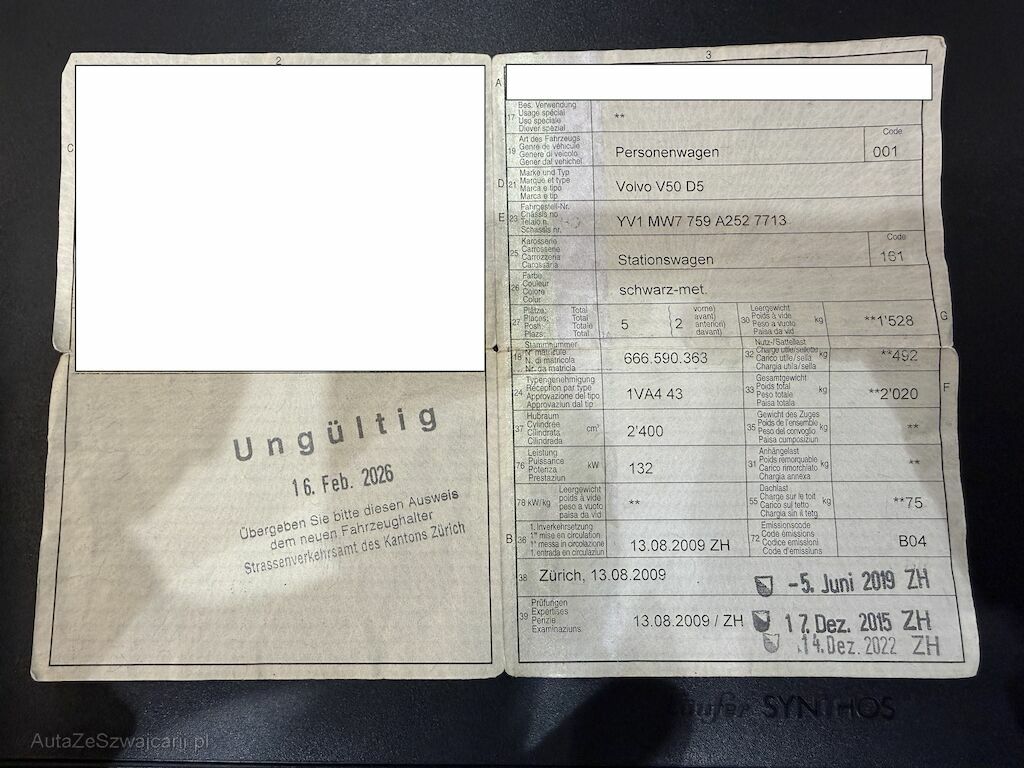 2
C
Ungültig
16. Feb. 2026
Übergeben Sie bitte diesen Ausweis
dem neuen Fahrzeughalter
Strassenverkehrsamt des Kantons Zürich
3
A
17
Bes. Verwendung
Usage spécial
Uso speciale
Diever spezial
**
19
Art des Fahrzeugs
Genre de véhicule
Genere di veicolo
Gener dal vehichel
Personenwagen
Code
001
D
21
Marke und Typ
Marque et type
Marca e tipo
Marca e tip
Volvo V50 D5
E
23
Fahrgestell-Nr.
Châssis no
Telaio n.
Schassis nr.
YV1 MW7 759 A252 7713
25
Karosserie
Carrosserie
Carrozzeria
Carossaria
Stationswagen
Code
161
26
Farbe
Couleur
Colore
Colur
schwarz-met.
27
Plätze: Total
Places: Total
Posti: Totale
Plazs: Total
5
(2
vorne)
avant)
anteriori)
davant)
30
Leergewicht
Poids à vide
Peso a vuoto
Paisa da vid
kg
**1'528
G
18
Stammnummer
N° matricule
N. di matricola
Nr. da matricla
666.590.363
32
Nutz-/Sattellast
Charge utile/sellette
Carico utile/sella
Chargia utila/sella
kg
**492
24
Typengenehmigung
Réception par type
Approvazione del tipo
Approvaziun dal tip
1VA4 43
33
Gesamtgewicht
Poids total
Peso totale
Paisa totala
kg
**2'020
F
37
Hubraum
Cylindrée
Cilindrata
Cilindrada
cm³
2'400
35
Gewicht des Zuges
Poids de l'ensemble
Peso del convoglio
Paisa cumposiziun
kg
**
76
Leistung
Puissance
Potenza
Prestaziun
kW
132
31
Anhängelast
Poids remorquable
Carico rimorchiato
Chargia annexa
kg
**
78 kW/kg
Leergewicht
poids à vide
peso a vuoto
paisa da vid
**
55
Dachlast
Charge sur le toit
Carico sul tetto
Chargia sin il tetg
kg
**75
B
36
1. Inverkehrsetzung
1re mise en circulation
1a messa in circolazione
1. entrada en circulaziun
13.08.2009 ZH
72
Emissionscode
Code émissions
Codice emissioni
Code d'emissiuns
B04
38
Zürich, 13.08.2009
-5. Juni 2019 ZH
39
Prüfungen
Expertises
Perizie
Examinaziuns
13.08.2009 / ZH
17. Dez. 2015 ZH
14. Dez. 2022 ZH
Läufer SYNTHOS
AutaZeSzwajcarii.pl